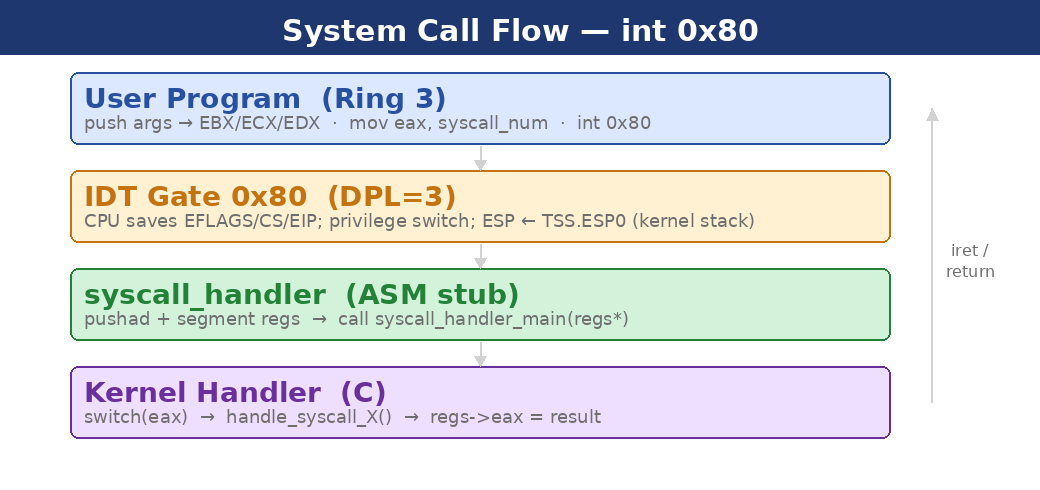 System Call Flow — int 0x80
User Program  (Ring 3)
push args → EBX/ECX/EDX  ·  mov eax, syscall_num  ·  int 0x80
IDT Gate 0x80  (DPL=3)
CPU saves EFLAGS/CS/EIP; privilege switch; ESP ← TSS.ESP0 (kernel stack)
syscall_handler  (ASM stub)
pushad + segment regs  →  call syscall_handler_main(regs*)
Kernel Handler  (C)
switch(eax)  →  handle_syscall_X()  →  regs->eax = result
iret /
return